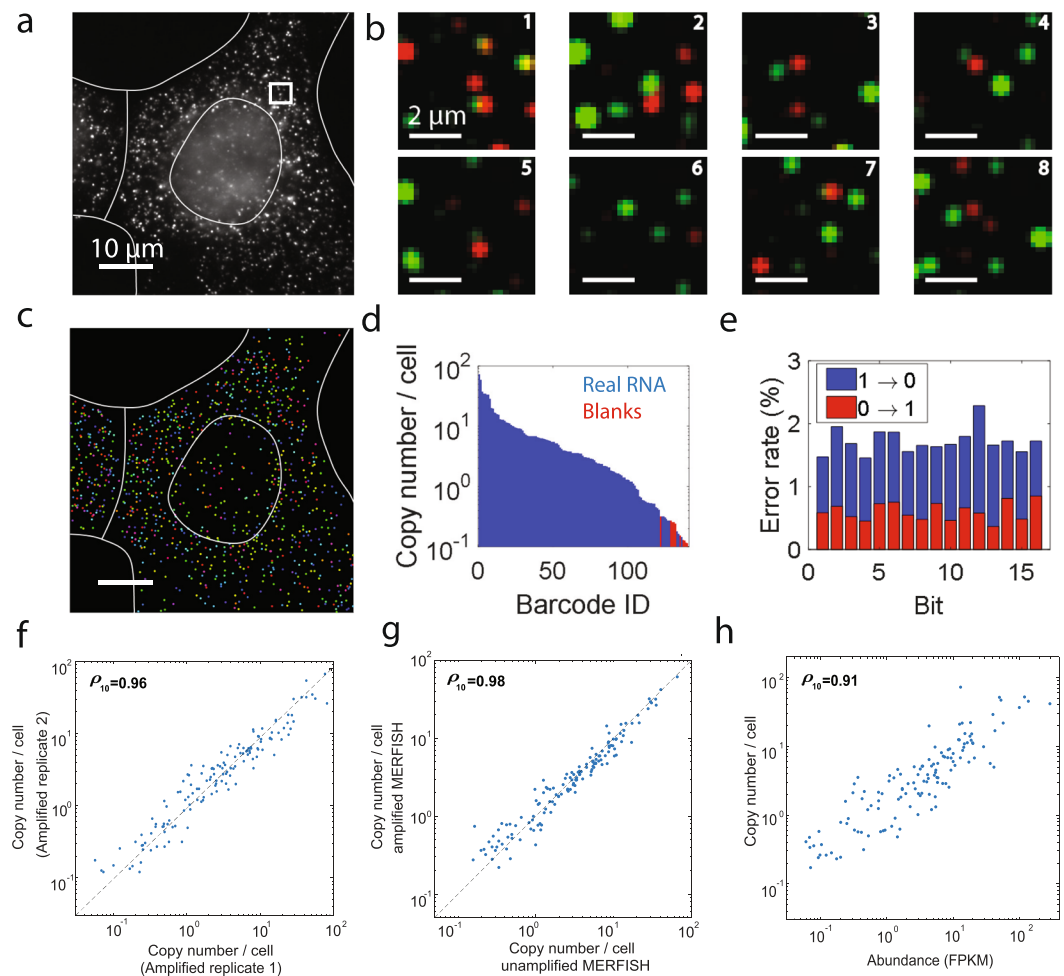 a
10 μm
b
1
2 μm
2
3
4
5
6
7
8
c
d
Copy number / cell
10²
10¹
10⁰
10⁻¹
Real RNA
Blanks
0
50
100
Barcode ID
e
Error rate (%)
3
2
1
0
1 → 0
0 → 1
0
5
10
15
Bit
f
ρ₁₀=0.96
Copy number / cell
(Amplified replicate 2)
10²
10¹
10⁰
10⁻¹
10⁻¹
10⁰
10¹
10²
Copy number / cell
(Amplified replicate 1)
g
ρ₁₀=0.98
Copy number / cell
amplified MERFISH
10²
10¹
10⁰
10⁻¹
10⁻¹
10⁰
10¹
10²
Copy number / cell
unamplified MERFISH
h
ρ₁₀=0.91
Copy number / cell
10²
10¹
10⁰
10⁻¹
10⁻¹
10⁰
10¹
10²
Abundance (FPKM)